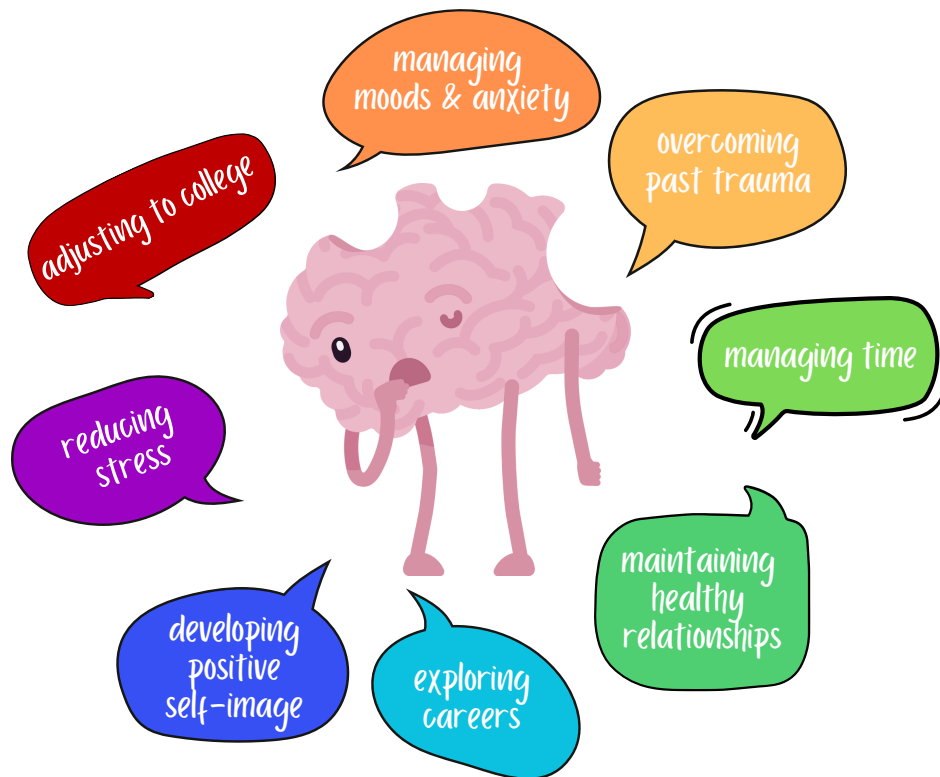 managing
moods & anxiety
overcoming
past trauma
adjusting to college
managing time
reducing
stress
maintaining
healthy
relationships
developing
positive
self-image
exploring
careers